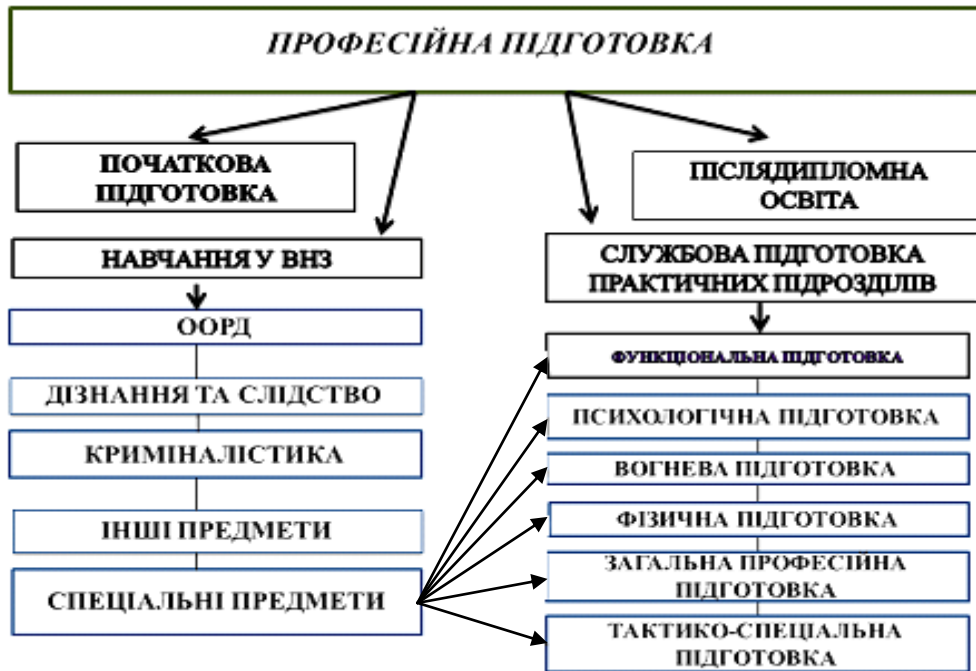 ПРОФЕСІЙНА ПІДГОТОВКА
ПОЧАТКОВА
ПІДГОТОВКА
ПІСЛЯДИПЛОМНА
ОСВІТА
НАВЧАННЯ У ВНЗ
СЛУЖБОВА ПІДГОТОВКА
ПРАКТИЧНИХ ПІДРОЗДІЛІВ
ООРД
ДІЗНАННЯ ТА СЛІДСТВО
КРИМІНАЛІСТИКА
ІНШІ ПРЕДМЕТИ
СПЕЦІАЛЬНІ ПРЕДМЕТИ
ФУНКЦІОНАЛЬНА ПІДГОТОВКА
ПСИХОЛОГІЧНА ПІДГОТОВКА
ВОГНЕВА ПІДГОТОВКА
ФІЗИЧНА ПІДГОТОВКА
ЗАГАЛЬНА ПРОФЕСІЙНА
ПІДГОТОВКА
ТАКТИКО-СПЕЦІАЛЬНА
ПІДГОТОВКА